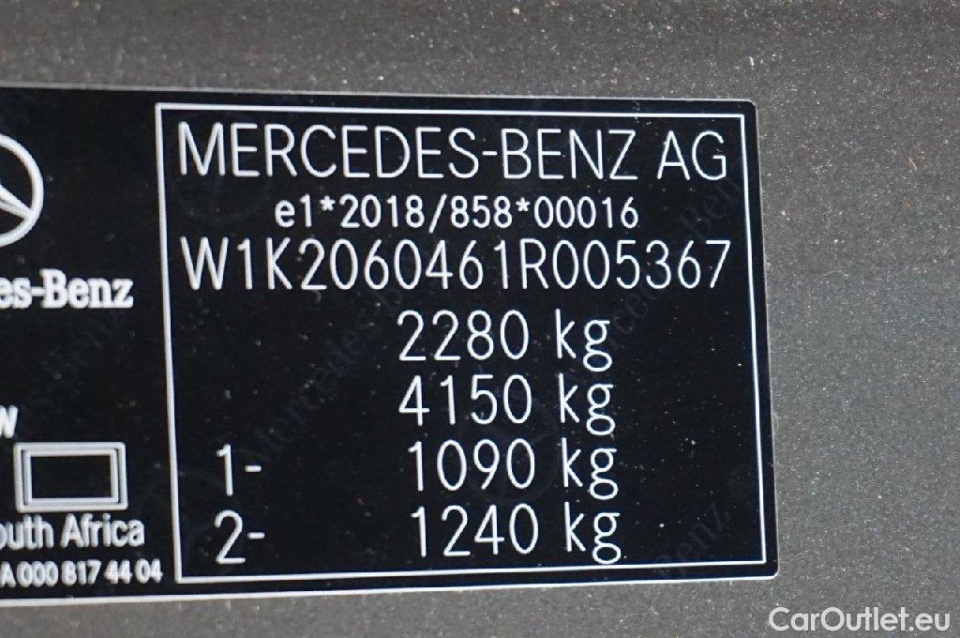 MERCEDES-BENZ AG
e1*2018/858*00016
W1K2060461R005367
es-Benz
2280 kg
4150 kg
1- 1090 kg
2- 1240 kg
outh Africa
A 000 817 44 04
CarOutlet.eu